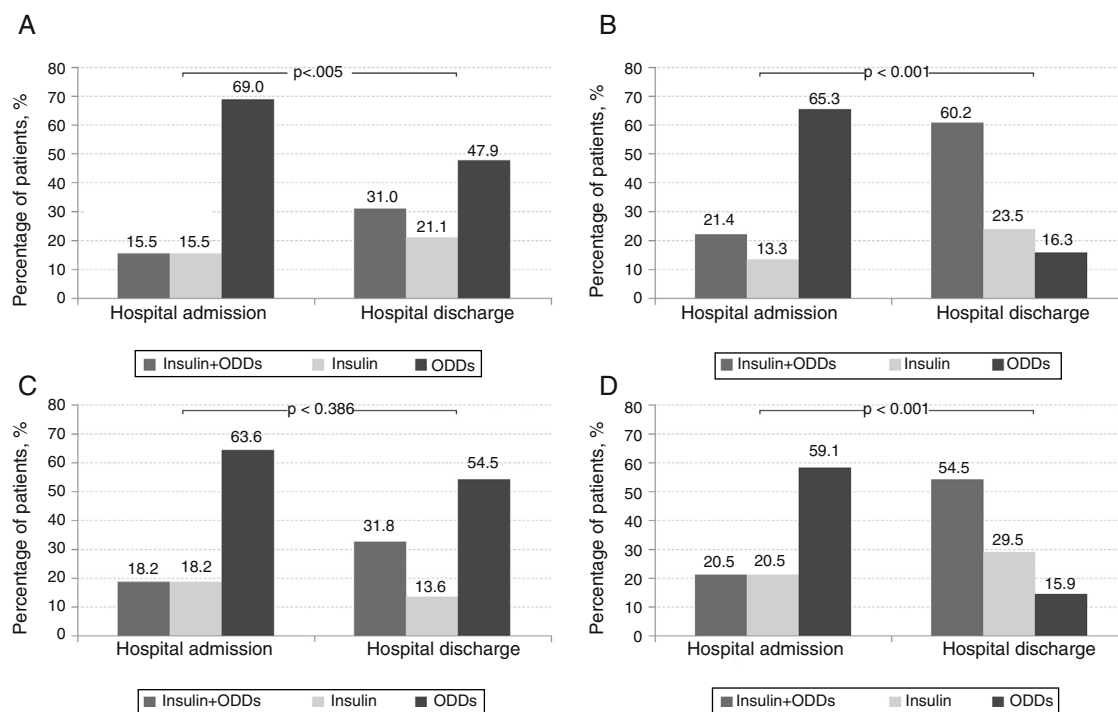 A
Percentage of patients, %
80
70
60
50
40
30
20
10
0
p<.005
15.5
15.5
69.0
31.0
21.1
47.9
Hospital admission
Hospital discharge
Insulin+ODDs Insulin ODDs
B
Percentage of patients, %
80
70
60
50
40
30
20
10
0
p < 0.001
21.4
13.3
65.3
60.2
23.5
16.3
Hospital admission
Hospital discharge
Insulin+ODDs Insulin ODDs
C
Percentage of patients, %
80
70
60
50
40
30
20
10
0
p < 0.386
18.2
18.2
63.6
31.8
13.6
54.5
Hospital admission
Hospital discharge
Insulin+ODDs Insulin ODDs
D
Percentage of patients, %
80
70
60
50
40
30
20
10
0
p < 0.001
20.5
20.5
59.1
54.5
29.5
15.9
Hospital admission
Hospital discharge
Insulin+ODDs Insulin ODDs